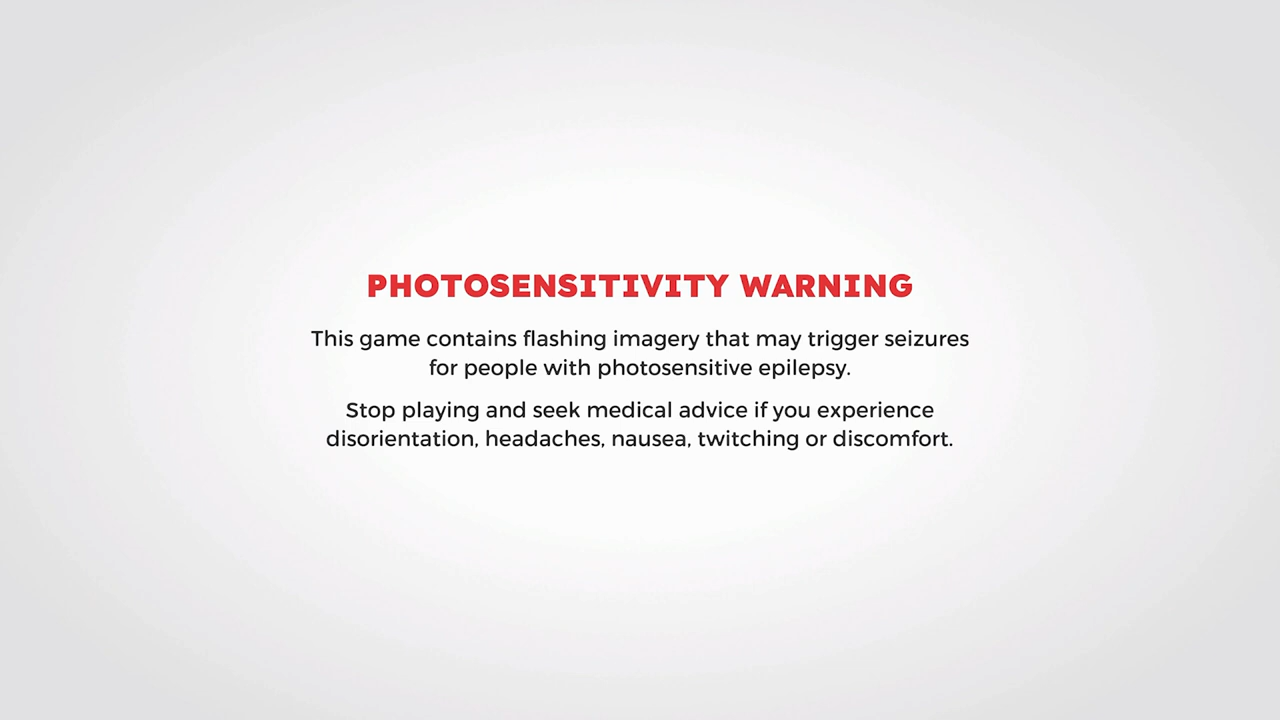 PHOTOSENSITIVITY WARNING
This game contains flashing imagery that may trigger seizures
for people with photosensitive epilepsy.
Stop playing and seek medical advice if you experience
disorientation, headaches, nausea, twitching or discomfort.